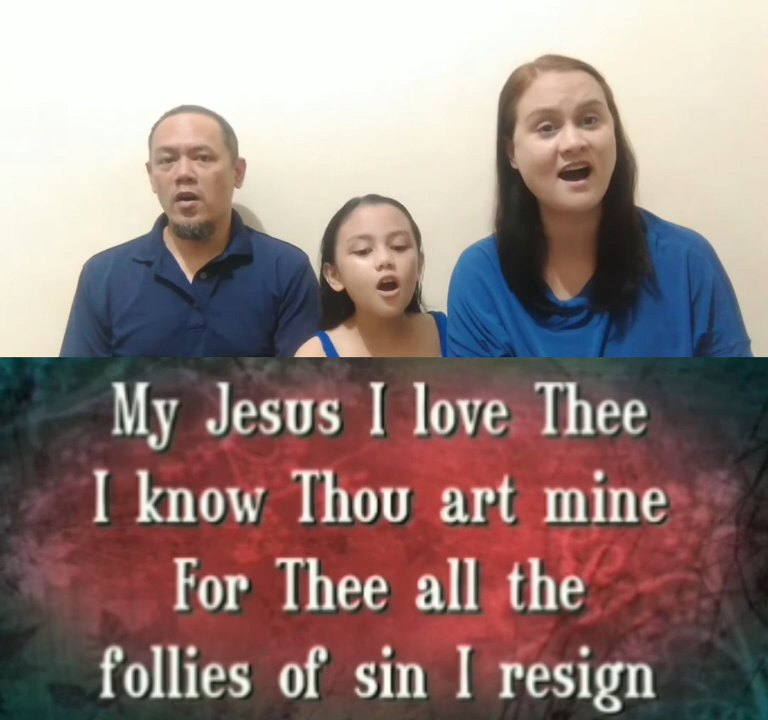 My Jesus I love Thee
I know Thou art mine
For Thee all the
follies of sin I resign